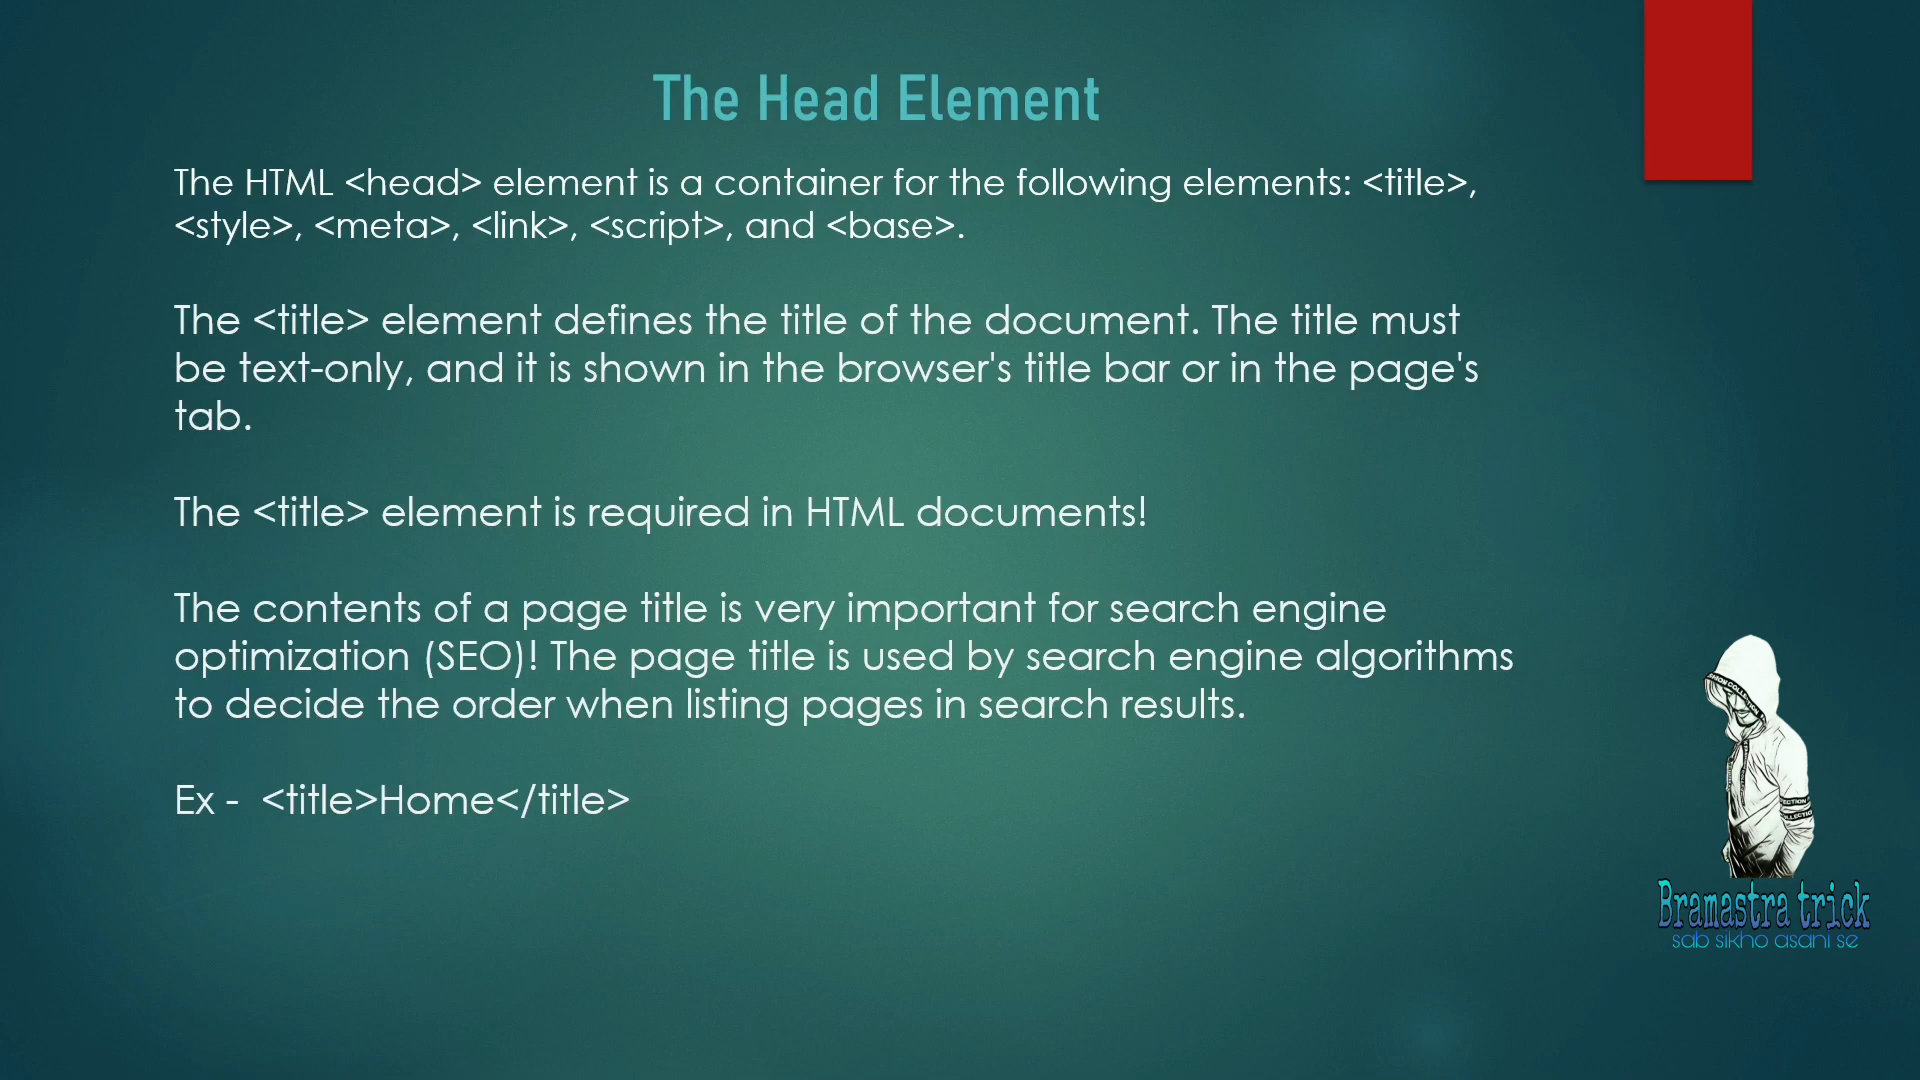 The Head Element
The HTML <head> element is a container for the following elements: <title>,
<style>, <meta>, <link>, <script>, and <base>.
The <title> element defines the title of the document. The title must
be text-only, and it is shown in the browser's title bar or in the page's
tab.
The <title> element is required in HTML documents!
The contents of a page title is very important for search engine
optimization (SEO)! The page title is used by search engine algorithms
to decide the order when listing pages in search results.
Ex -  <title>Home</title>
Bramastra trick
sab sikho asani se